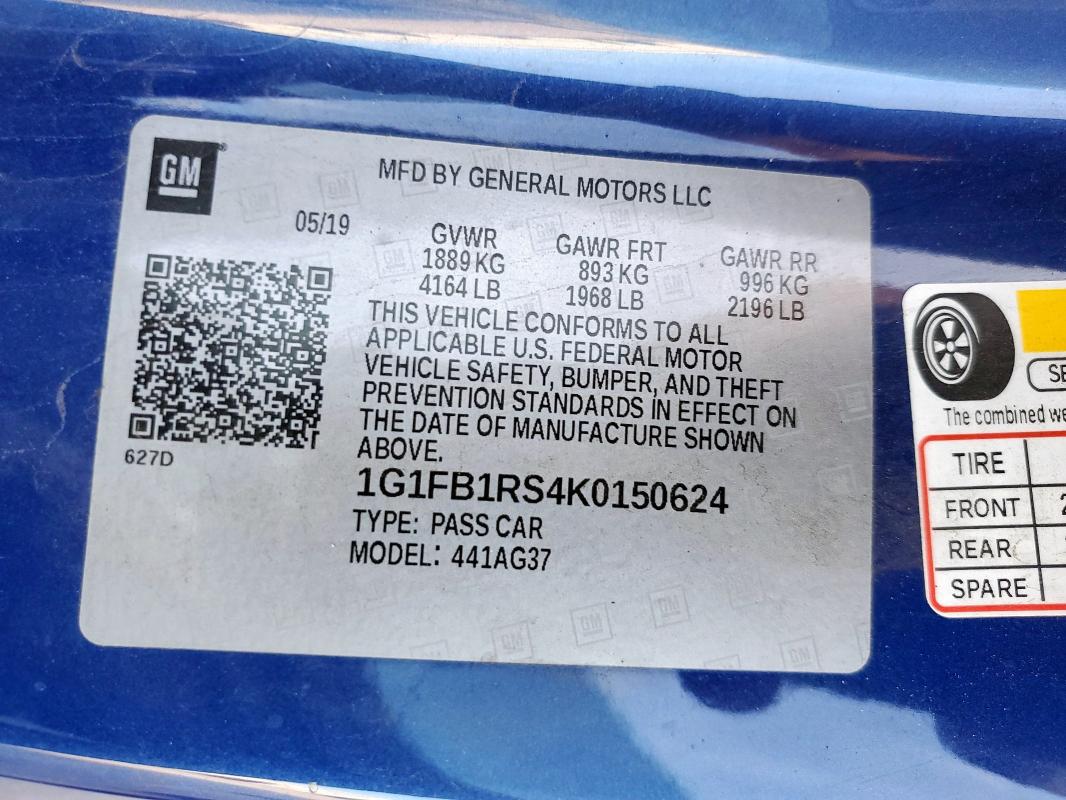 GM
MFD BY GENERAL MOTORS LLC
05/19
GVWR GAWR FRT GAWR RR
1889 KG 893 KG 996 KG
4164 LB 1968 LB 2196 LB
THIS VEHICLE CONFORMS TO ALL
APPLICABLE U.S. FEDERAL MOTOR
VEHICLE SAFETY, BUMPER, AND THEFT
PREVENTION STANDARDS IN EFFECT ON
THE DATE OF MANUFACTURE SHOWN
ABOVE.
627D
1G1FB1RS4K0150624
TYPE: PASS CAR
MODEL: 441AG37
The combined
TIRE
FRONT
REAR
SPARE